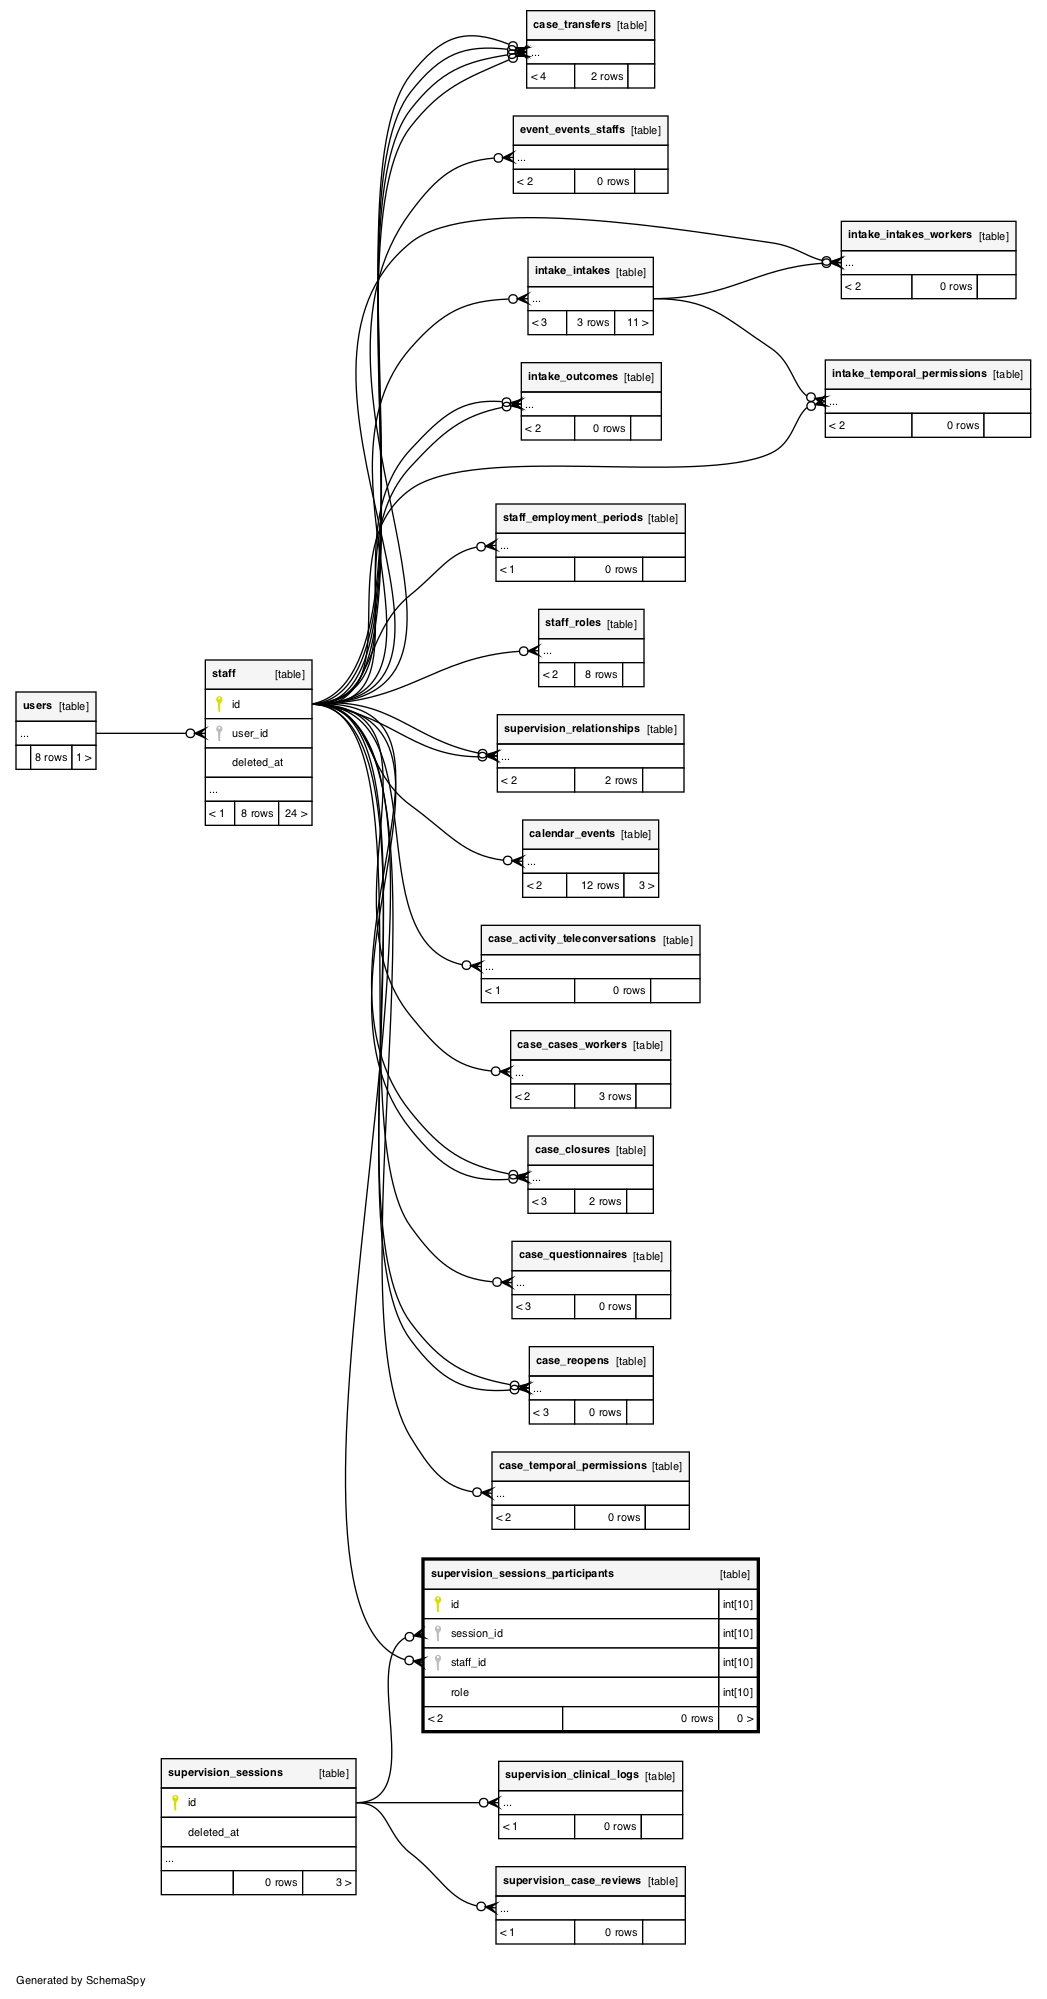 case_transfers [table]
...
< 4 2 rows
event_events_staffs [table]
...
< 2 0 rows
intake_intakes_workers [table]
...
< 2 0 rows
intake_intakes [table]
...
< 3 3 rows 11 >
intake_temporal_permissions [table]
...
< 2 0 rows
intake_outcomes [table]
...
< 2 0 rows
staff_employment_periods [table]
...
< 1 0 rows
staff_roles [table]
...
< 2 8 rows
users [table]
...
8 rows 1 >
staff [table]
id
user_id
deleted_at
...
< 1 8 rows 24 >
supervision_relationships [table]
...
< 2 2 rows
calendar_events [table]
...
< 2 12 rows 3 >
case_activity_teleconversations [table]
...
< 1 0 rows
case_cases_workers [table]
...
< 2 3 rows
case_closures [table]
...
< 3 2 rows
case_questionnaires [table]
...
< 3 0 rows
case_reopens [table]
...
< 3 0 rows
case_temporal_permissions [table]
...
< 2 0 rows
supervision_sessions_participants [table]
id int[10]
session_id int[10]
staff_id int[10]
role int[10]
< 2 0 rows 0 >
supervision_sessions [table]
id
deleted_at
...
0 rows 3 >
supervision_clinical_logs [table]
...
< 1 0 rows
supervision_case_reviews [table]
...
< 1 0 rows
Generated by SchemaSpy